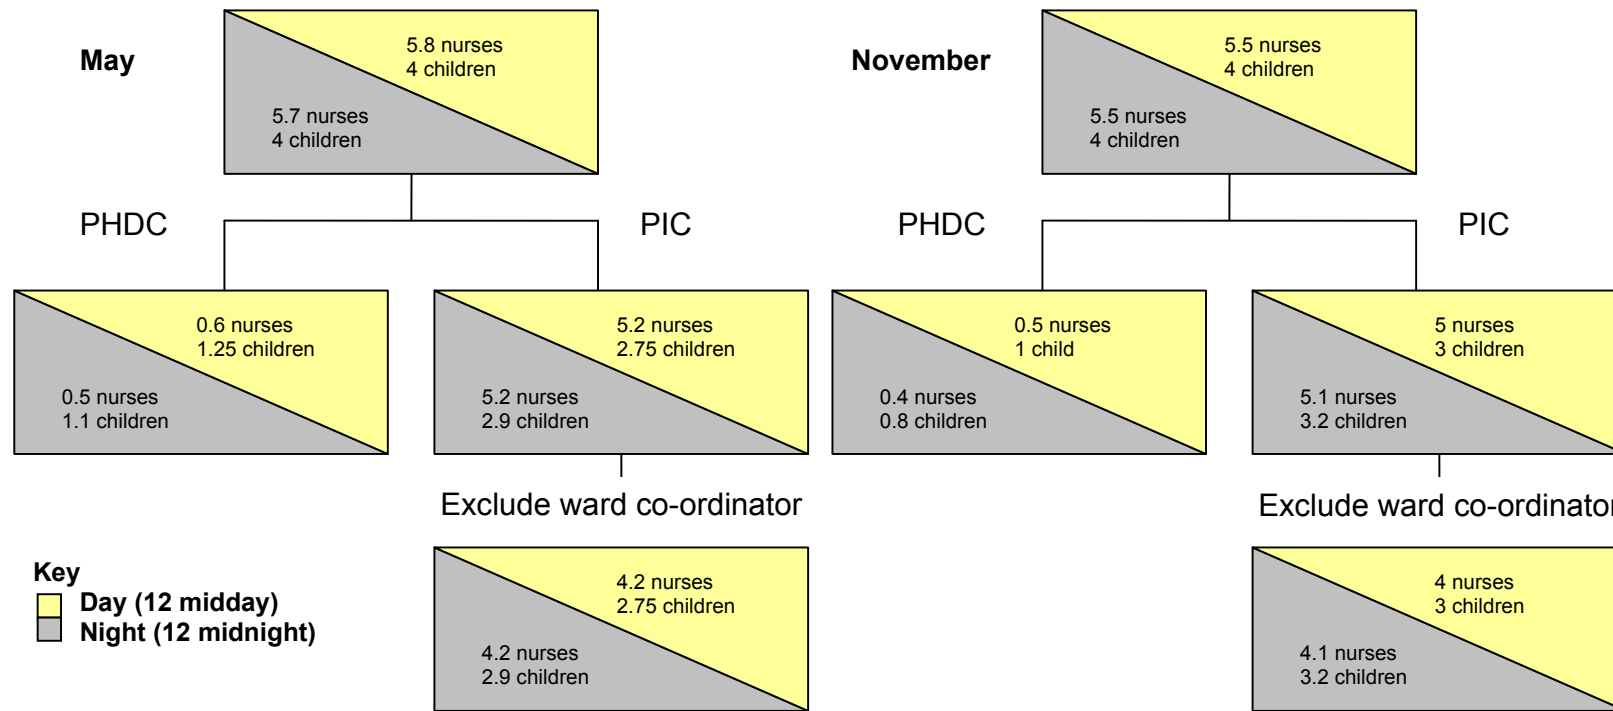 May
5.8 nurses
4 children
5.7 nurses
4 children
November
5.5 nurses
4 children
5.5 nurses
4 children
PHDC
PIC
PHDC
PIC
0.6 nurses
1.25 children
0.5 nurses
1.1 children
5.2 nurses
2.75 children
5.2 nurses
2.9 children
0.5 nurses
1 child
0.4 nurses
0.8 children
5 nurses
3 children
5.1 nurses
3.2 children
Exclude ward co-ordinator
Exclude ward co-ordinator
Key
Day (12 midday)
Night (12 midnight)
4.2 nurses
2.75 children
4.2 nurses
2.9 children
4 nurses
3 children
4.1 nurses
3.2 children